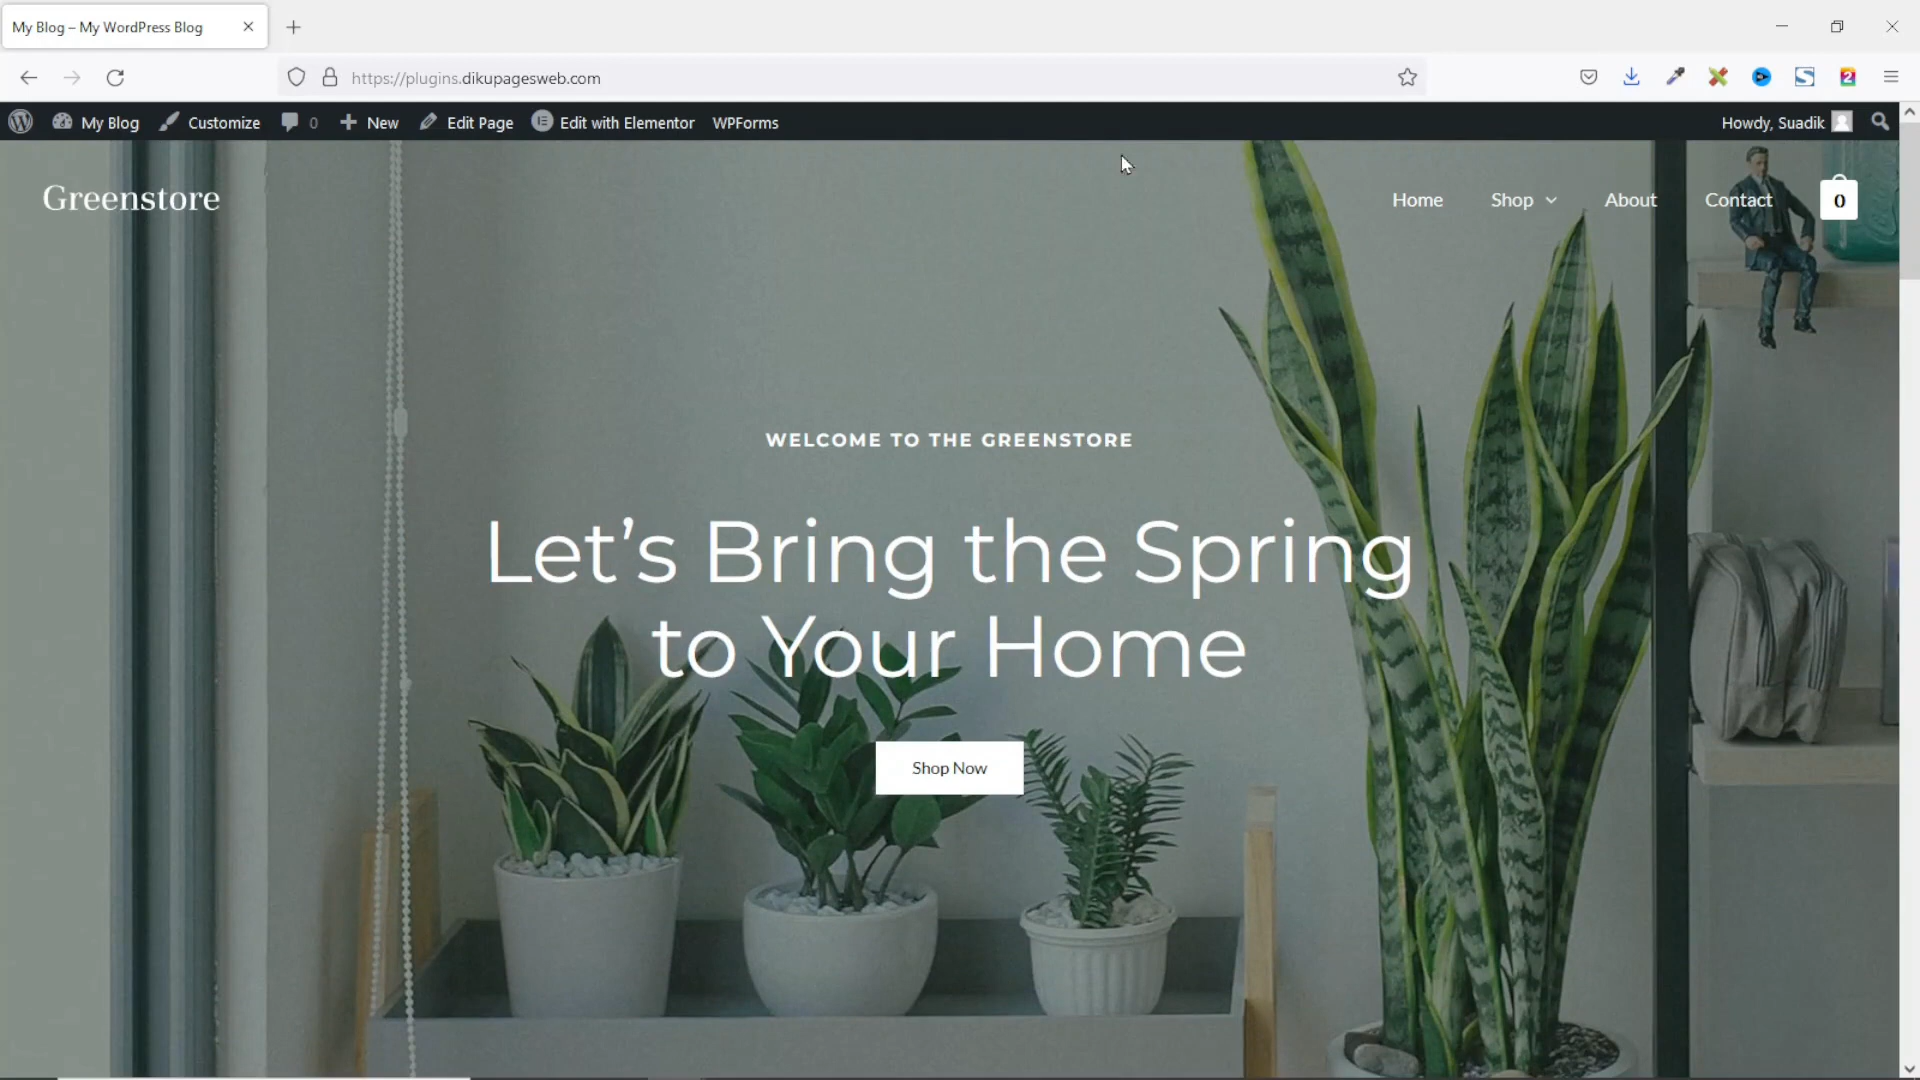 My Blog – My WordPress Blog
https://plugins.dikupagesweb.com
My Blog
Customize
0
New
Edit Page
Edit with Elementor
WPForms
Howdy, Suadik
Greenstore
Home
Shop
About
Contact
0
WELCOME TO THE GREENSTORE
Let’s Bring the Spring
to Your Home
Shop Now